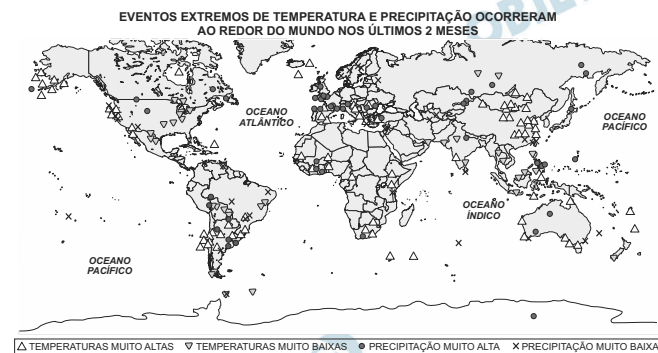 EVENTOS EXTREMOS DE TEMPERATURA E PRECIPITAÇÃO OCORRERAM
AO REDOR DO MUNDO NOS ÚLTIMOS 2 MESES
OCEANO
ATLÂNTICO
OCEANO
PACÍFICO
OCEANO
ÍNDICO
OCEANO
PACÍFICO
TEMPERATURAS MUITO ALTAS TEMPERATURAS MUITO BAIXAS PRECIPITAÇÃO MUITO ALTA PRECIPITAÇÃO MUITO BAIXA